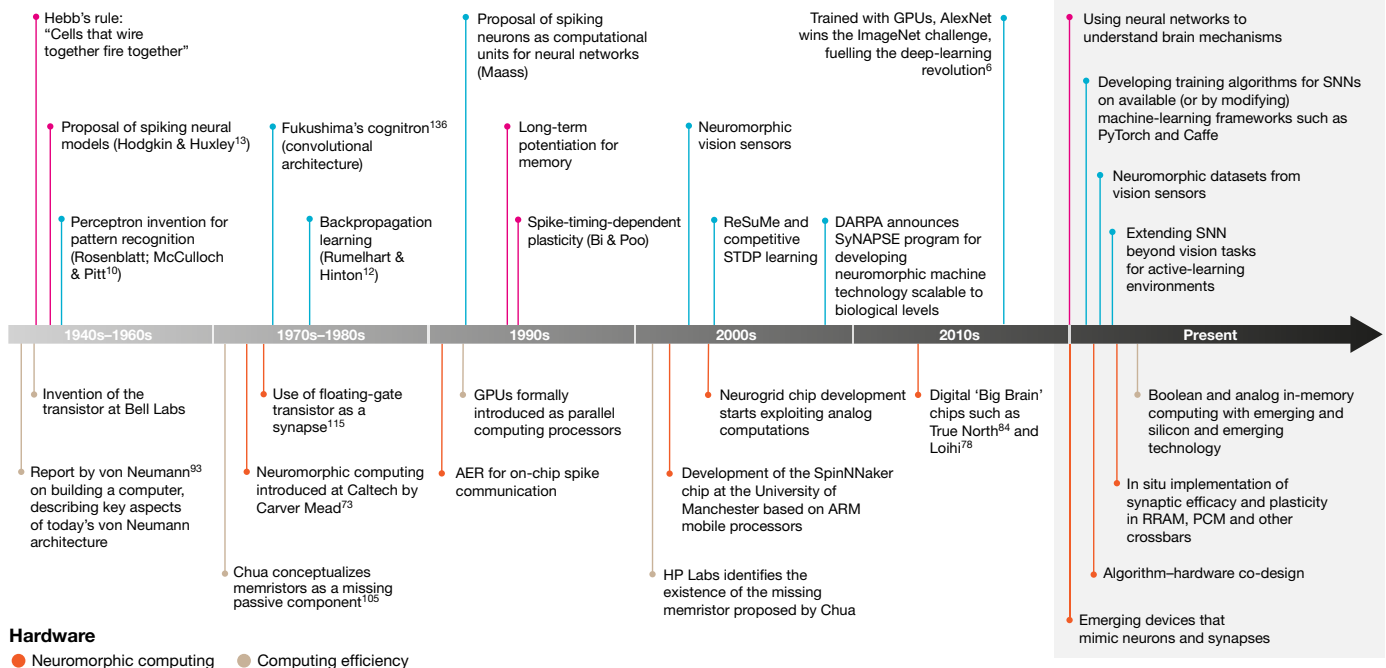 Hebb's rule:
“Cells that wire
together fire together”
Proposal of spiking neural
models (Hodgkin & Huxley13)
Perceptron invention for
pattern recognition
(Rosenblatt; McCulloch
& Pitt10)
Fukushima's cognitron136
(convolutional
architecture)
Backpropagation
learning
(Rumelhart &
Hinton12)
Proposal of spiking
neurons as computational
units for neural networks
(Maass)
Long-term
potentiation for
memory
Spike-timing-dependent
plasticity (Bi & Poo)
Neuromorphic
vision sensors
ReSuMe and
competitive
STDP learning
Trained with GPUs, AlexNet
wins the ImageNet challenge,
fuelling the deep-learning
revolution6
DARPA announces
SyNAPSE program for
developing
neuromorphic machine
technology scalable to
biological levels
Using neural networks to
understand brain mechanisms
Developing training algorithms for SNNs
on available (or by modifying)
machine-learning frameworks such as
PyTorch and Caffe
Neuromorphic datasets from
vision sensors
Extending SNN
beyond vision tasks
for active-learning
environments
1940s–1960s
1970s–1980s
1990s
2000s
2010s
Present
Invention of the
transistor at Bell Labs
Report by von Neumann93
on building a computer,
describing key aspects
of today's von Neumann
architecture
Use of floating-gate
transistor as a
synapse115
Neuromorphic computing
introduced at Caltech by
Carver Mead73
Chua conceptualizes
memristors as a missing
passive component105
GPUs formally
introduced as parallel
computing processors
AER for on-chip spike
communication
Neurogrid chip development
starts exploiting analog
computations
Development of the SpinNNaker
chip at the University of
Manchester based on ARM
mobile processors
HP Labs identifies the
existence of the missing
memristor proposed by Chua
Digital ‘Big Brain’
chips such as
True North84 and
Loihi78
Boolean and analog in-memory
computing with emerging and
silicon and emerging
technology
In situ implementation of
synaptic efficacy and plasticity
in RRAM, PCM and other
crossbars
Algorithm–hardware co-design
Emerging devices that
mimic neurons and synapses
Hardware
Neuromorphic computing
Computing efficiency